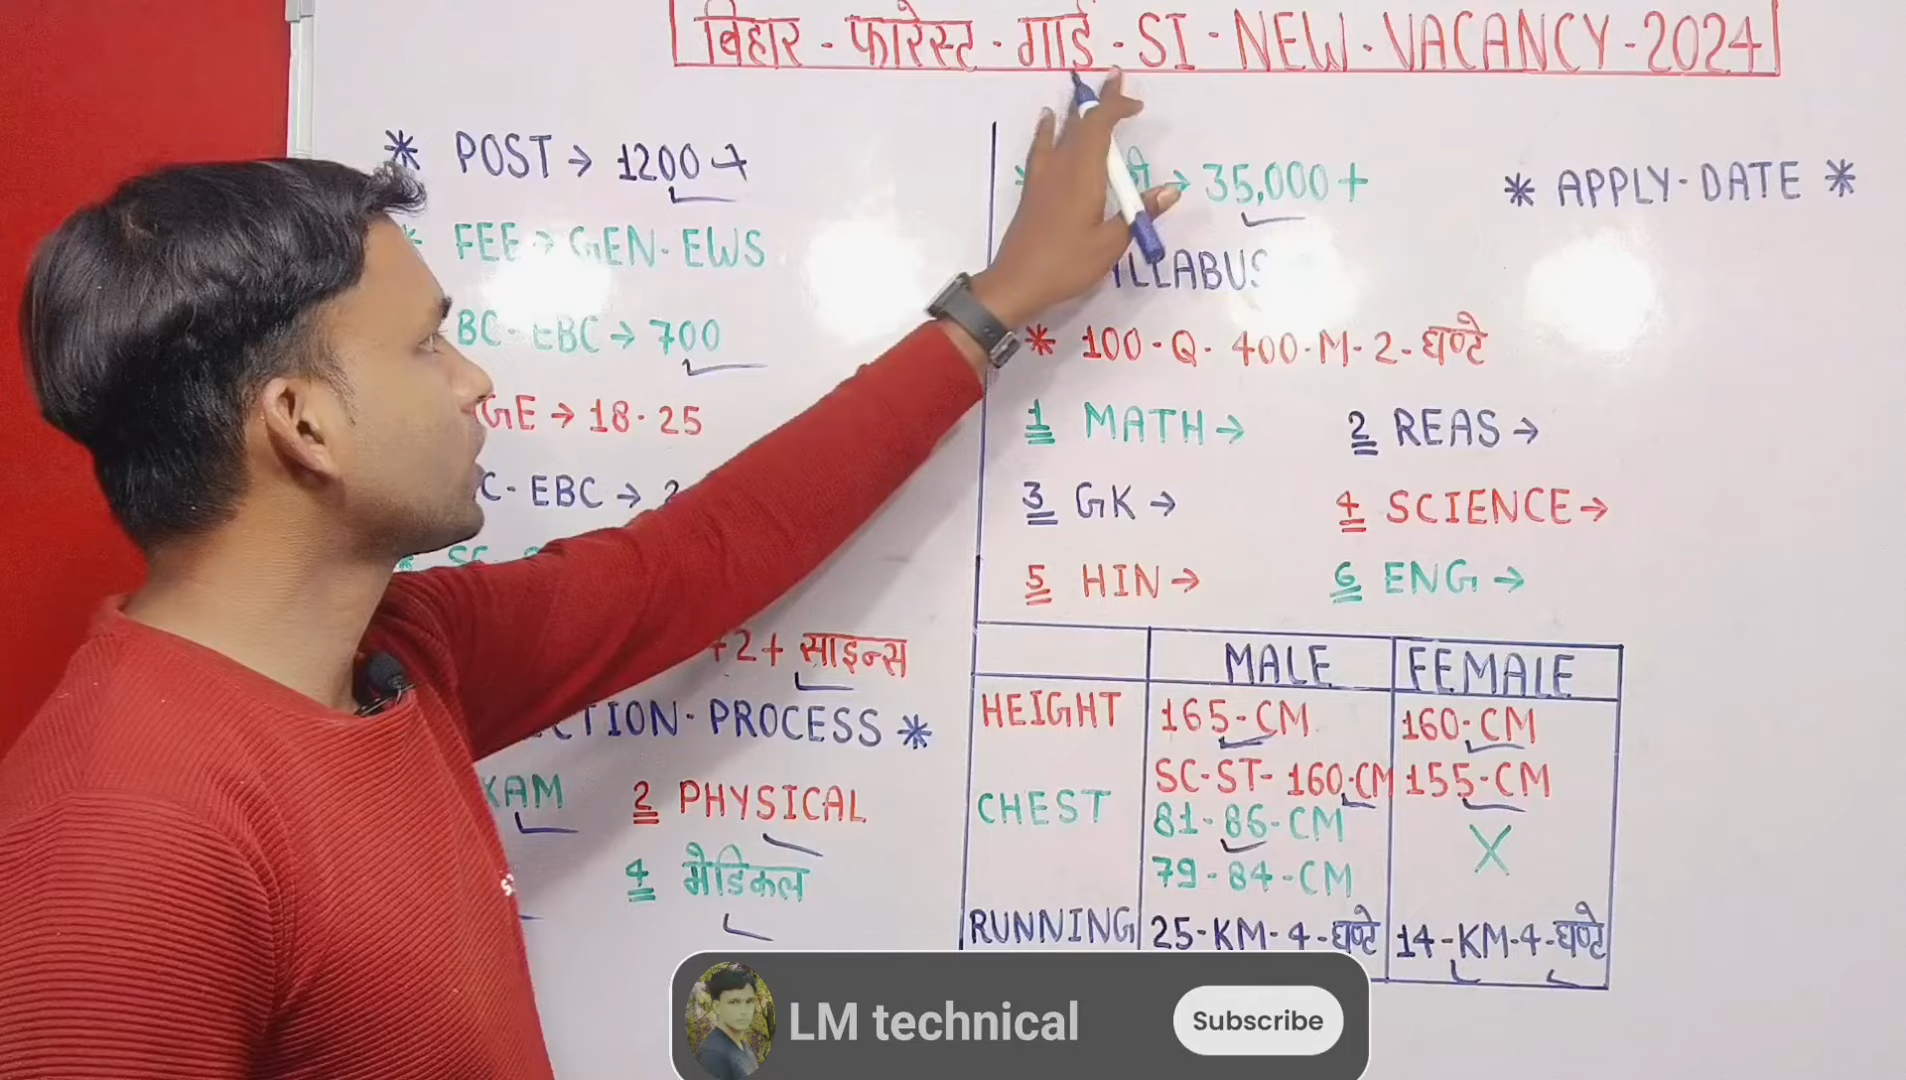 बिहार - फारेस्ट - गार्ड - SI - NEW - VACANCY - 2024
* POST → 1200 +
* FEE → GEN - EWS
BC - EBC → 700
GE → 18 - 25
C - EBC →
+2 + साइन्स
CTION - PROCESS *
XAM
2 PHYSICAL
4 मैडिकल
→ 35,000 +
LLABUS
* 100 - Q - 400 - M - 2 - घण्टे
1 MATH →
2 REAS →
3 GK →
4 SCIENCE →
5 HIN →
6 ENG →
* APPLY - DATE *
MALE FEMALE
HEIGHT 165 - CM 160 - CM
SC - ST - 160 - CM 155 - CM
CHEST 81 - 86 - CM X
79 - 84 - CM
RUNNING 25 - KM - 4 - घण्टे 14 - KM - 4 - घण्टे
LM technical
Subscribe